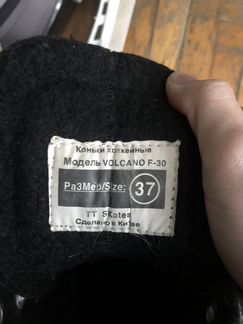 Коньки хоккейные
Модель VOLCANO F-30
Размер/Size: 37
TT Skates
Сделано в Китае